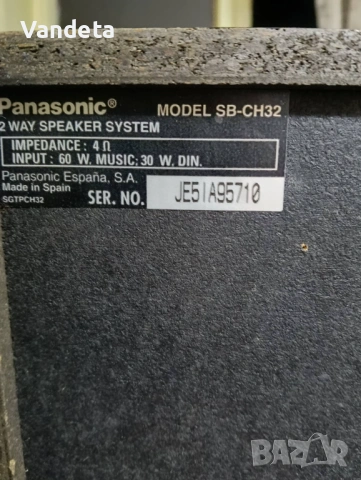 Vandeta
Panasonic® MODEL SB-CH32
2 WAY SPEAKER SYSTEM
IMPEDANCE: 4 Ω
INPUT: 60 W. MUSIC: 30 W. DIN.
Panasonic España, S.A.
Made in Spain
SGTPCH32
SER. NO. JE5IA95710
BAZAR